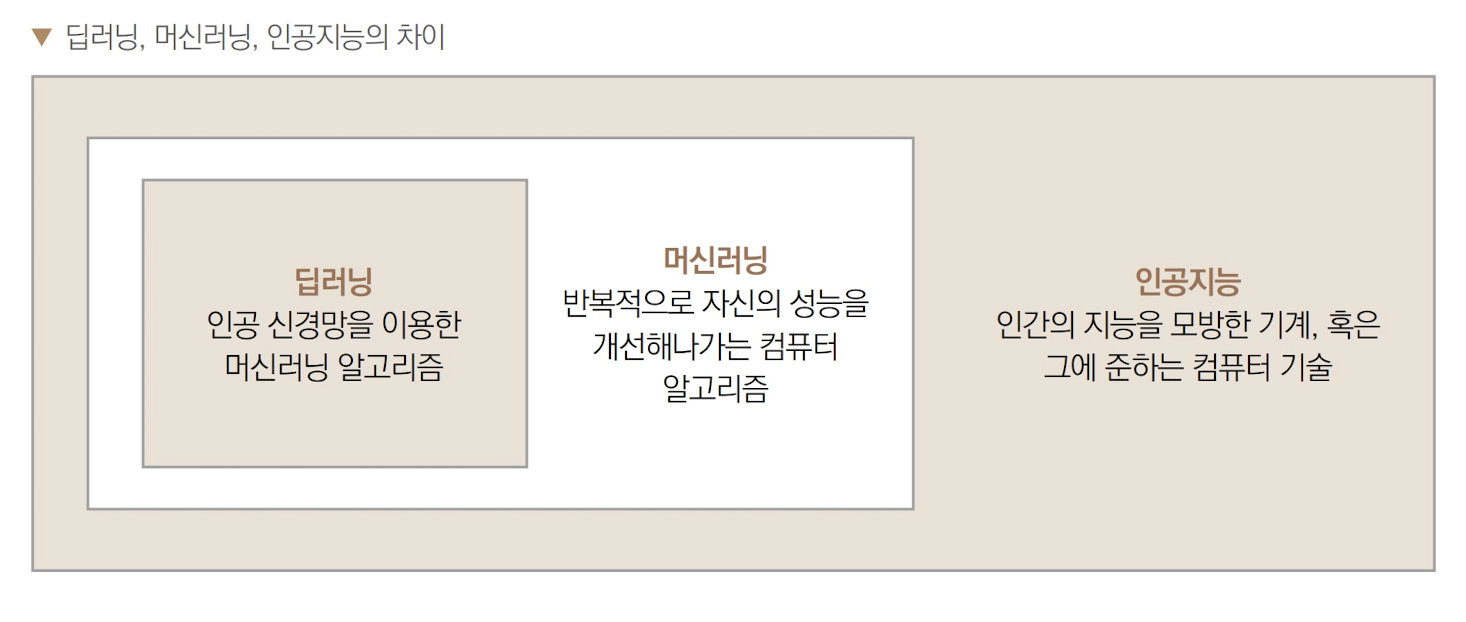 ▼ 딥러닝, 머신러닝, 인공지능의 차이
딥러닝
인공 신경망을 이용한
머신러닝 알고리즘
머신러닝
반복적으로 자신의 성능을
개선해나가는 컴퓨터
알고리즘
인공지능
인간의 지능을 모방한 기계, 혹은
그에 준하는 컴퓨터 기술